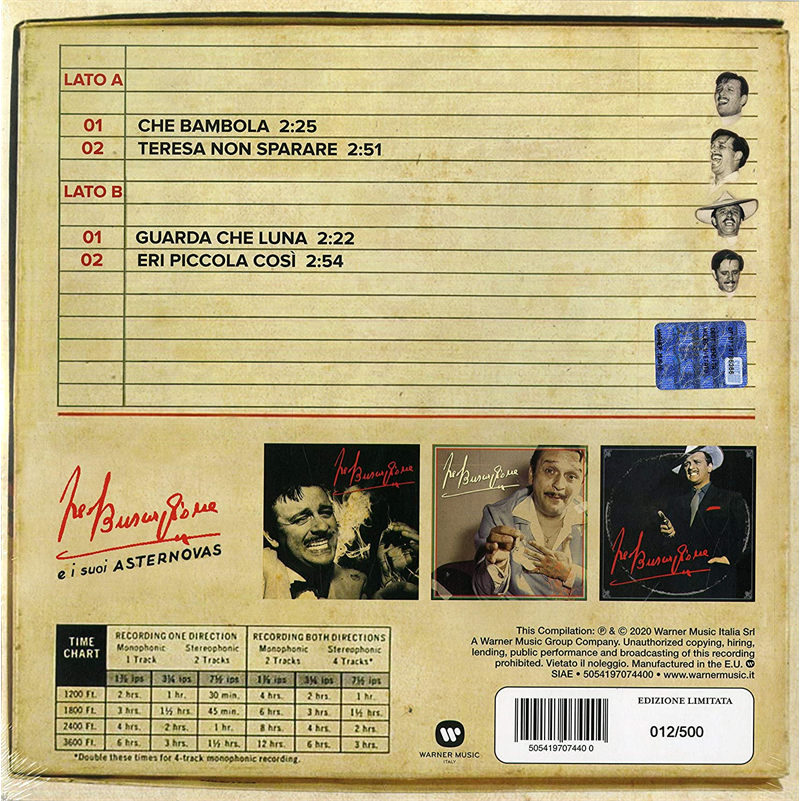 LATO A
01 CHE BAMBOLA 2:25
02 TERESA NON SPARARE 2:51
LATO B
01 GUARDA CHE LUNA 2:22
02 ERI PICCOLA COSÌ 2:54
Fred Buscaglione
e i suoi ASTERNOVAS
Fred Buscaglione
Fred Buscaglione
Fred Buscaglione
TIME CHART
RECORDING ONE DIRECTION RECORDING BOTH DIRECTIONS
Monophonic Stereophonic Monophonic Stereophonic
1 Track 2 Tracks 2 Tracks 4 Tracks*
1⅞ ips 3¾ ips 7½ ips 1⅞ ips 3¾ ips 7½ ips
1200 Ft. 2 hrs. 1 hr. 30 min. 4 hrs. 2 hrs. 1 hr.
1800 Ft. 3 hrs. 1½ hrs. 45 min. 6 hrs. 3 hrs. 1½ hrs.
2400 Ft. 4 hrs. 2 hrs. 1 hr. 8 hrs. 4 hrs. 2 hrs.
3600 Ft. 6 hrs. 3 hrs. 1½ hrs. 12 hrs. 6 hrs. 3 hrs.
*Double these times for 4-track monophonic recording.
WARNER MUSIC
ITALY
This Compilation: ℗ & © 2020 Warner Music Italia Srl
A Warner Music Group Company. Unauthorized copying, hiring,
lending, public performance and broadcasting of this recording
prohibited. Vietato il noleggio. Manufactured in the E.U.
SIAE • 5054197074400 • www.warnermusic.it
505419707440 0
EDIZIONE LIMITATA
012/500